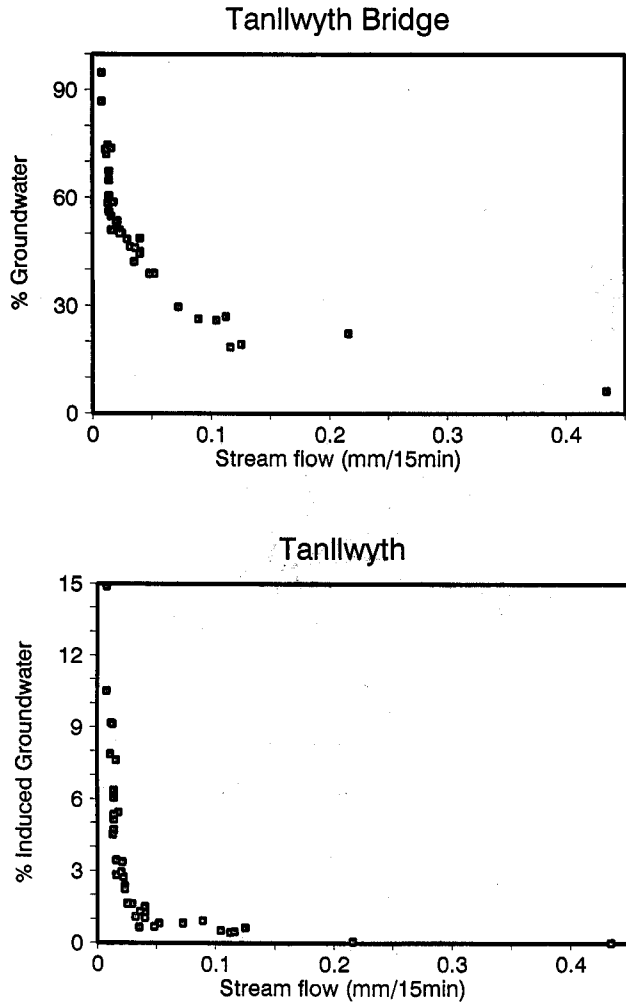 Tanllwyth Bridge
90
60
30
0
% Groundwater
0 0.1 0.2 0.3 0.4
Stream flow (mm/15min)
Tanllwyth
15
12
9
6
3
0
% Induced Groundwater
0 0.1 0.2 0.3 0.4
Stream flow (mm/15min)